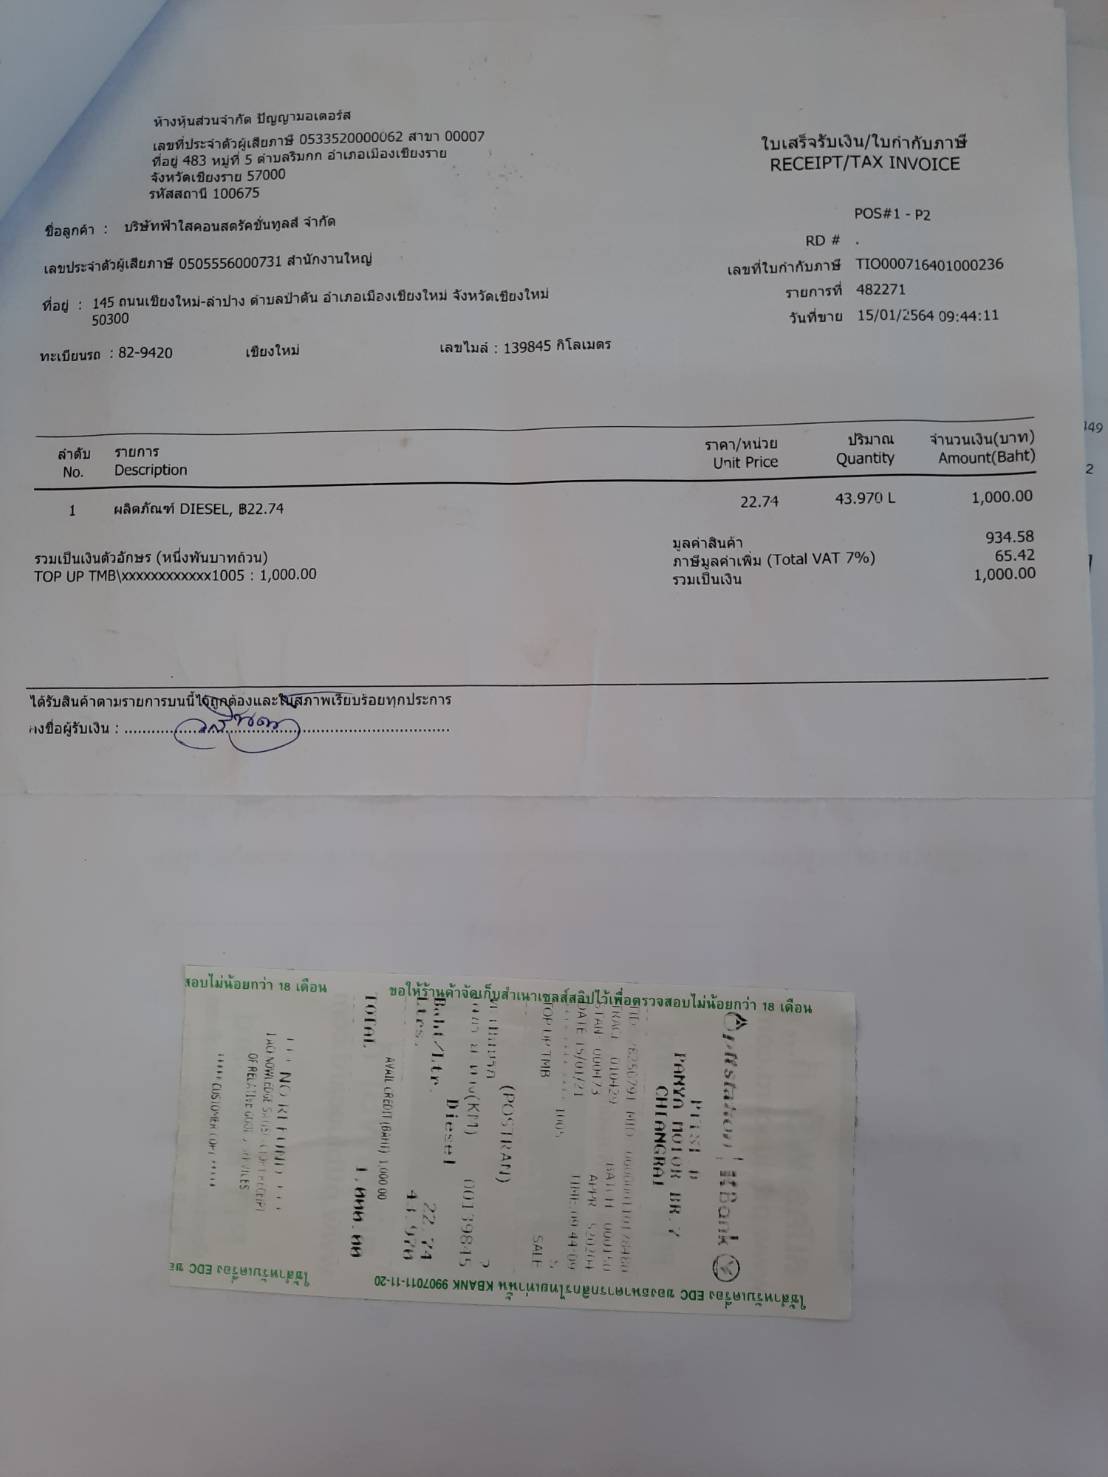 ห้างหุ้นส่วนจำกัด ปัญญามอเตอร์ส
เลขที่ประจำตัวผู้เสียภาษี 0533520000062 สาขา 00007
ที่อยู่ 483 หมู่ที่ 5 ตำบลริมกก อำเภอเมืองเชียงราย
จังหวัดเชียงราย 57000
รหัสสถานี 100675
ใบเสร็จรับเงิน/ใบกำกับภาษี
RECEIPT/TAX INVOICE
POS#1 - P2
RD # .
เลขที่ใบกำกับภาษี TIO000716401000236
รายการที่ 482271
วันที่ขาย 15/01/2564 09:44:11
ชื่อลูกค้า : บริษัทฟ้าใสคอนสตรัคชั่นทูลส์ จำกัด
เลขประจำตัวผู้เสียภาษี 0505556000731 สำนักงานใหญ่
ที่อยู่ : 145 ถนนเชียงใหม่-ลำปาง ตำบลป่าตัน อำเภอเมืองเชียงใหม่ จังหวัดเชียงใหม่
50300
ทะเบียนรถ : 82-9420 เชียงใหม่ เลขไมล์ : 139845 กิโลเมตร
ลำดับ รายการ ราคา/หน่วย ปริมาณ จำนวนเงิน(บาท)
No. Description Unit Price Quantity Amount(Baht)
1 ผลิตภัณฑ์ DIESEL, ฿22.74 22.74 43.970 L 1,000.00
มูลค่าสินค้า 934.58
รวมเป็นเงินตัวอักษร (หนึ่งพันบาทถ้วน) ภาษีมูลค่าเพิ่ม (Total VAT 7%) 65.42
TOP UP TMB\xxxxxxxxxxxx1005 : 1,000.00 รวมเป็นเงิน 1,000.00
ได้รับสินค้าตามรายการบนนี้ไว้ถูกต้องและในสภาพเรียบร้อยทุกประการ
ลงชื่อผู้รับเงิน :
สอบไม่น้อยกว่า 18 เดือน ขอให้ร้านค้าจัดเก็บสำเนาเซลส์สลิปไว้เพื่อตรวจสอบไม่น้อยกว่า 18 เดือน
KBank
PANYA MOTOR BR.7
CHIANGRAI
TRACE 010429 BATCH 000150
STAN 000473 APPR 520264
DATE 15/01/21 TIME 09:44:09
TOP UP TMB SALE
1005
(POSTRAN)
(KM) 00139845
Diesel
Baht/Ltr. 22.74
Ltrs. 43.970
AVAIL CREDIT (BAHT) 1,000.00
TOTAL 1,000.00
NO REFUND
CUSTOMER COPY
ใช้สำหรับเครื่อง EDC ของธนาคารกสิกรไทยเท่านั้น KBANK 9907011-11-20 ใช้สำหรับเครื่อง EDC ขอ